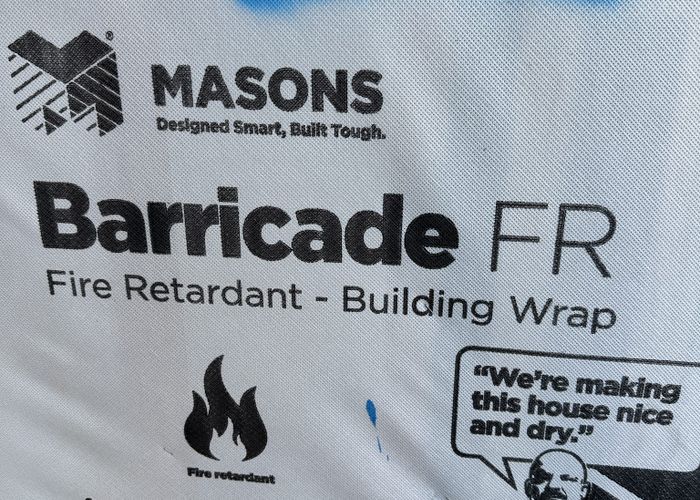 MASONS®
Designed Smart, Built Tough.
Barricade FR
Fire Retardant - Building Wrap
Fire retardant
“We’re making
this house nice
and dry.”